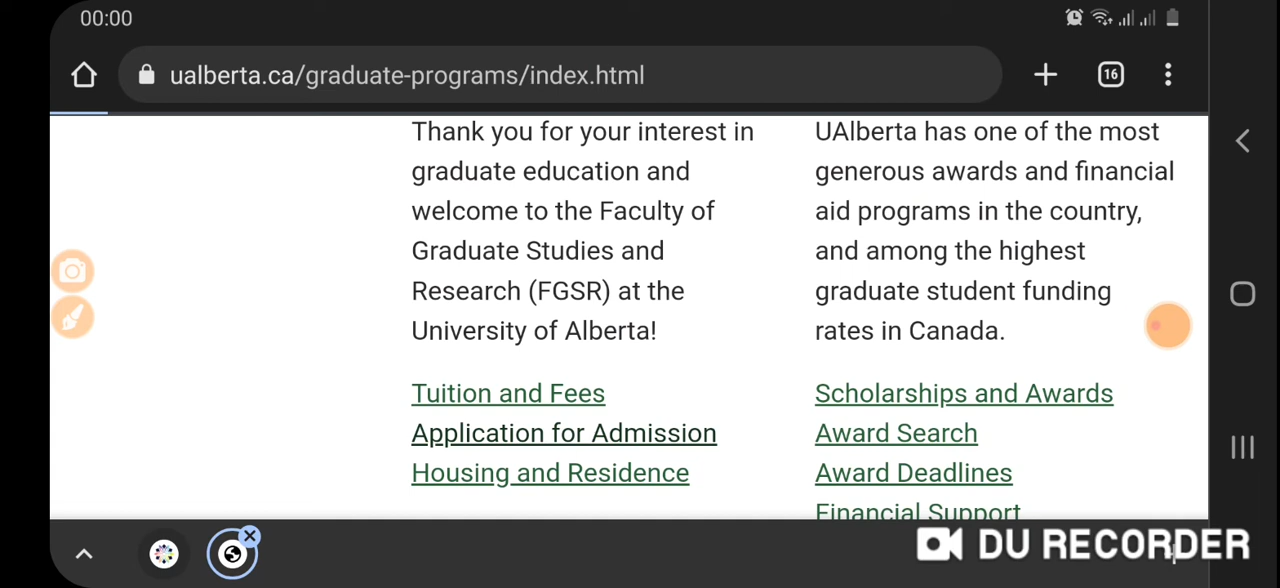 00:00
ualberta.ca/graduate-programs/index.html
16
Thank you for your interest in
graduate education and
welcome to the Faculty of
Graduate Studies and
Research (FGSR) at the
University of Alberta!
Tuition and Fees
Application for Admission
Housing and Residence
UAlberta has one of the most
generous awards and financial
aid programs in the country,
and among the highest
graduate student funding
rates in Canada.
Scholarships and Awards
Award Search
Award Deadlines
Financial Support
DU RECORDER